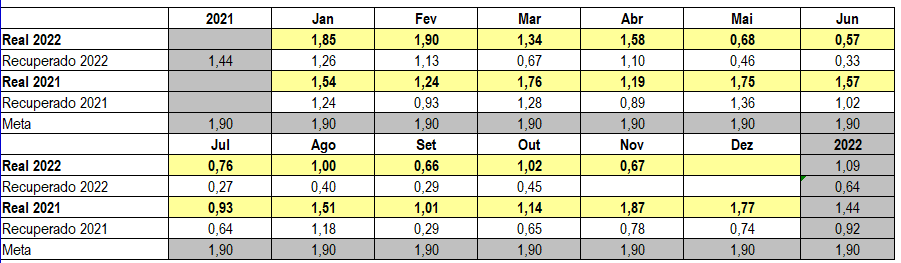 2021 Jan Fev Mar Abr Mai Jun
Real 2022 1,85 1,90 1,34 1,58 0,68 0,57
Recuperado 2022 1,44 1,26 1,13 0,67 1,10 0,46 0,33
Real 2021 1,54 1,24 1,76 1,19 1,75 1,57
Recuperado 2021 1,24 0,93 1,28 0,89 1,36 1,02
Meta 1,90 1,90 1,90 1,90 1,90 1,90 1,90
Jul Ago Set Out Nov Dez 2022
Real 2022 0,76 1,00 0,66 1,02 0,67 1,09
Recuperado 2022 0,27 0,40 0,29 0,45 0,64
Real 2021 0,93 1,51 1,01 1,14 1,87 1,77 1,44
Recuperado 2021 0,64 1,18 0,29 0,65 0,78 0,74 0,92
Meta 1,90 1,90 1,90 1,90 1,90 1,90 1,90